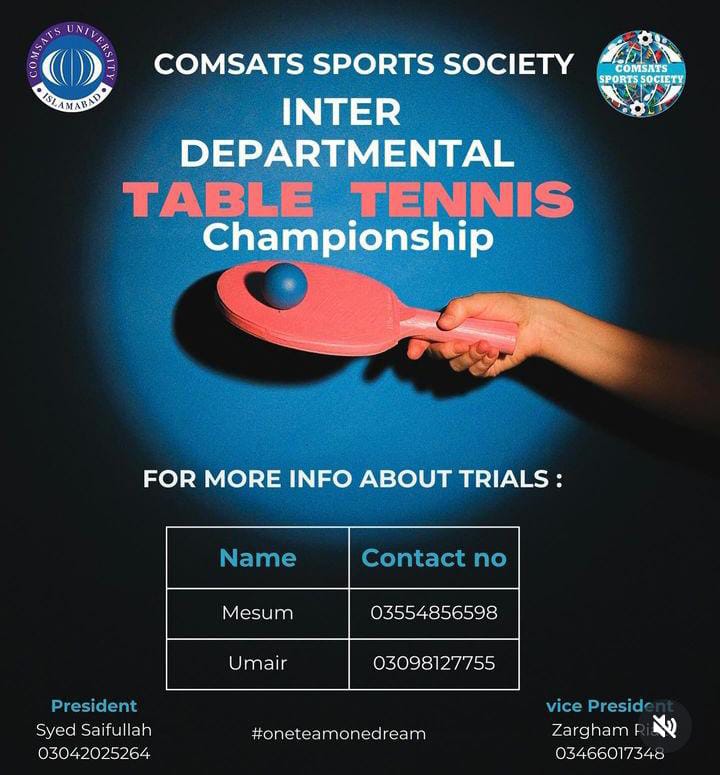 COMSATS UNIVERSITY
ISLAMABAD
COMSATS SPORTS SOCIETY
COMSATS
SPORTS SOCIETY
INTER
DEPARTMENTAL
TABLE TENNIS
Championship
FOR MORE INFO ABOUT TRIALS :
Name Contact no
Mesum 03554856598
Umair 03098127755
President
Syed Saifullah
03042025264
#oneteamonedream
vice President
Zargham
03466017348